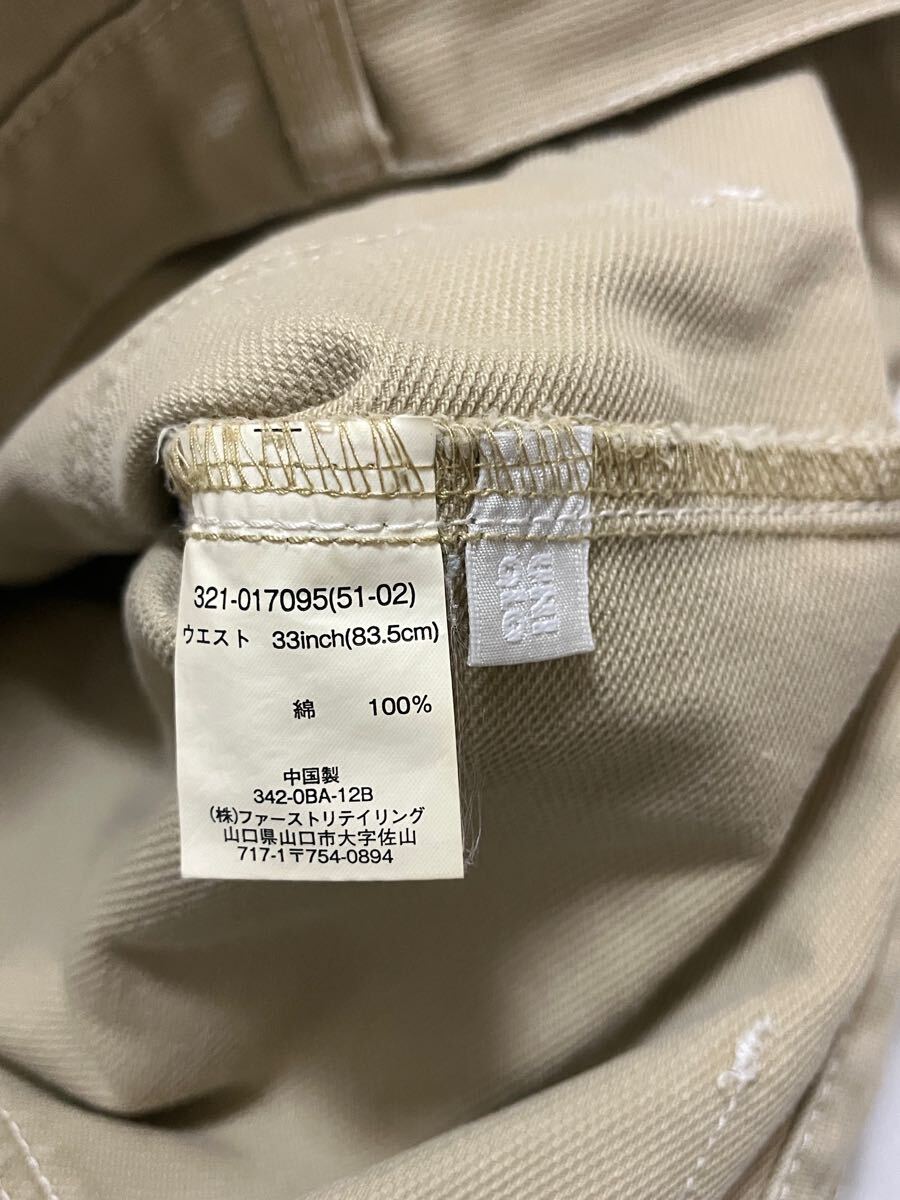 321-017095(51-02)
ウエスト 33inch(83.5cm)
綿 100%
中国製
342-0BA-12B
(株)ファーストリテイリング
山口県山口市大字佐山
717-1〒754-0894